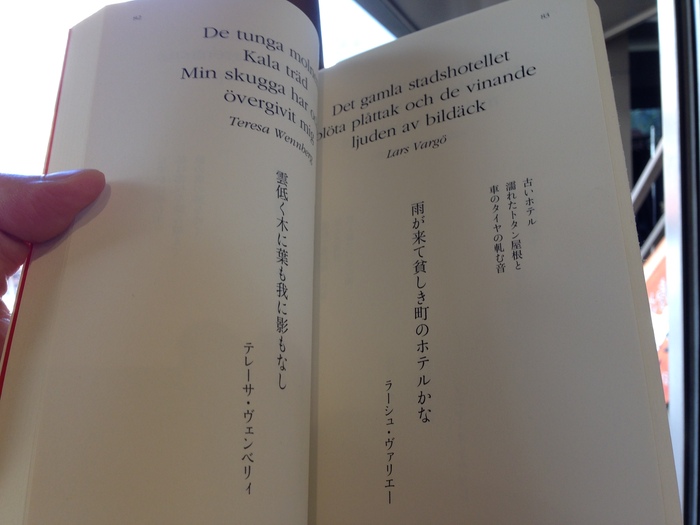 62
De tunga
Kala träd
Min skugga har
övergivit mig
Teresa Wennberg
雲低く木に葉も我に影もなし
テレーサ・ヴェンベリィ
113
Det gamla stadshotellet
plåttak och de vinande
ljuden av bildäck
Lars Vargö
古いホテル
濡れたトタン屋根と
車のタイヤの軋む音
雨が来て貧しき町のホテルかな
ラーシュ・ヴァリエー